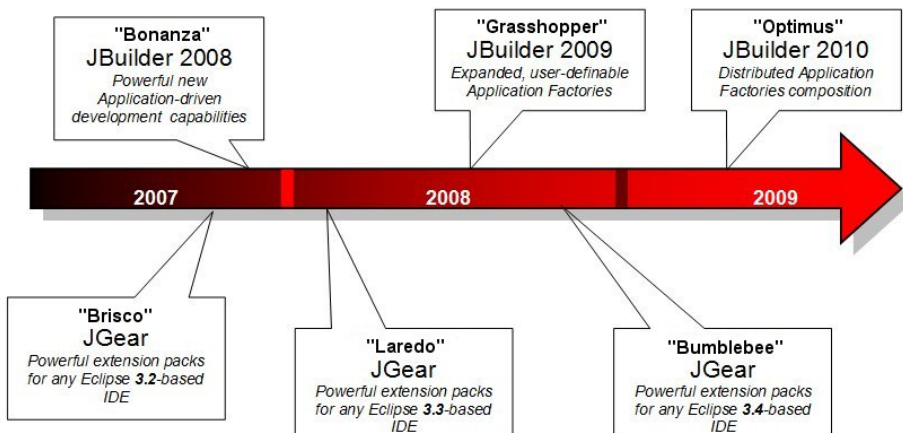 "Bonanza"
JBuilder 2008
Powerful new
Application-driven
development capabilities
"Grasshopper"
JBuilder 2009
Expanded, user-definable
Application Factories
"Optimus"
JBuilder 2010
Distributed Application
Factories composition
2007
2008
2009
"Brisco"
JGear
Powerful extension packs
for any Eclipse 3.2-based
IDE
"Laredo"
JGear
Powerful extension packs
for any Eclipse 3.3-based
IDE
"Bumblebee"
JGear
Powerful extension packs
for any Eclipse 3.4-based
IDE